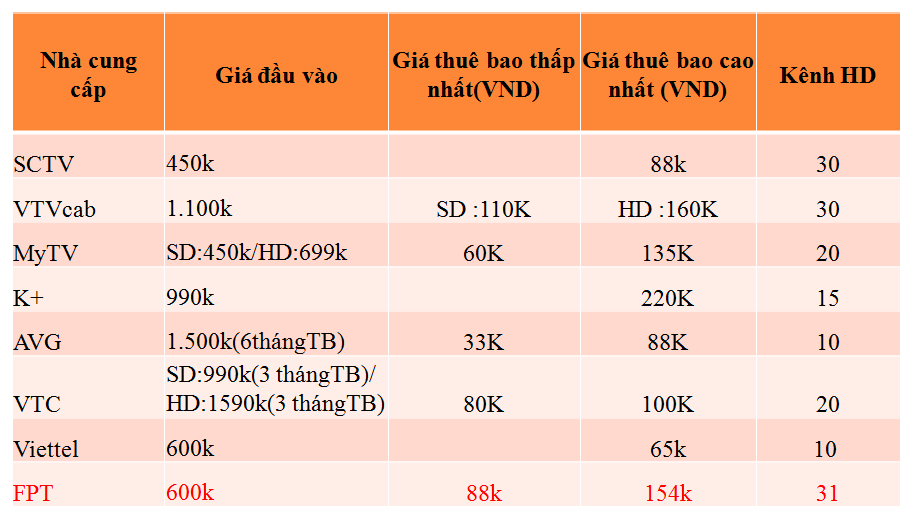 Nhà cung cấp Giá đầu vào Giá thuê bao thấp nhất(VND) Giá thuê bao cao nhất (VND) Kênh HD
SCTV 450k 88k 30
VTVcab 1.100k SD :110K HD :160K 30
MyTV SD:450k/HD:699k 60K 135K 20
K+ 990k 220K 15
AVG 1.500k(6thángTB) 33K 88K 10
VTC SD:990k(3 thángTB)/ HD:1590k(3 thángTB) 80K 100K 20
Viettel 600k 65k 10
FPT 600k 88k 154k 31